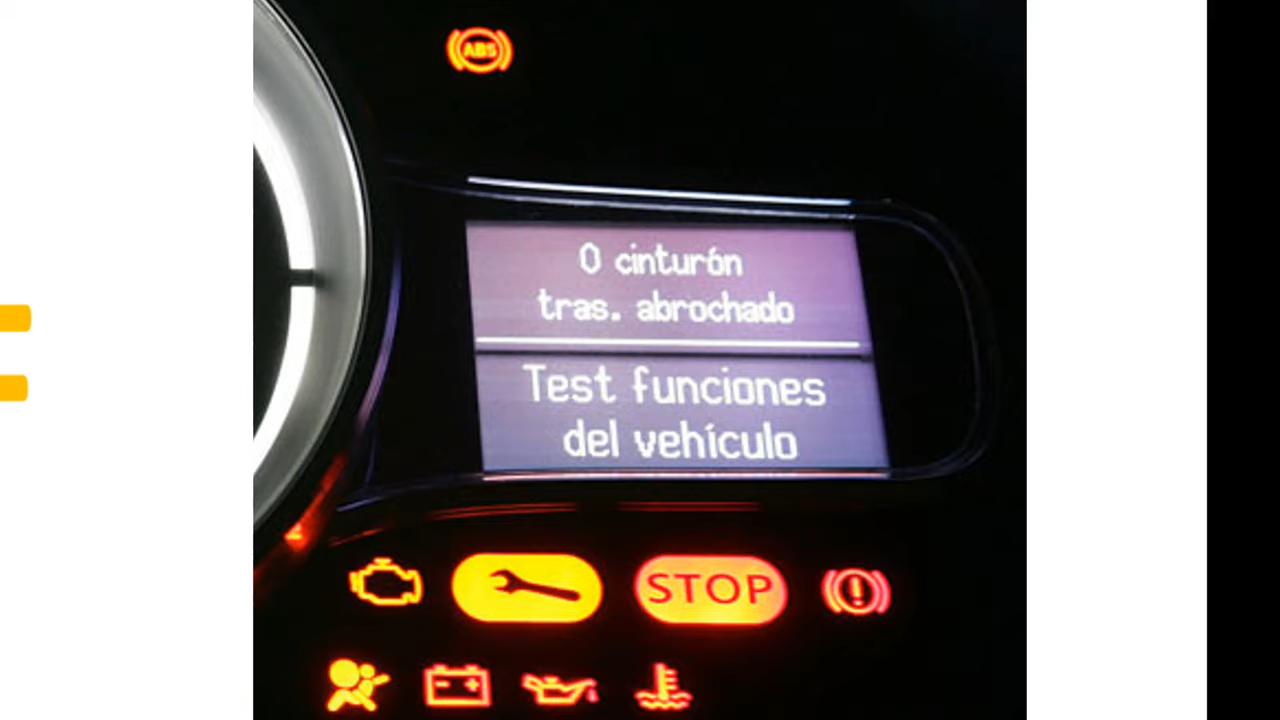 ABS
0 cinturón
tras. abrochado
Test funciones
del vehículo
STOP